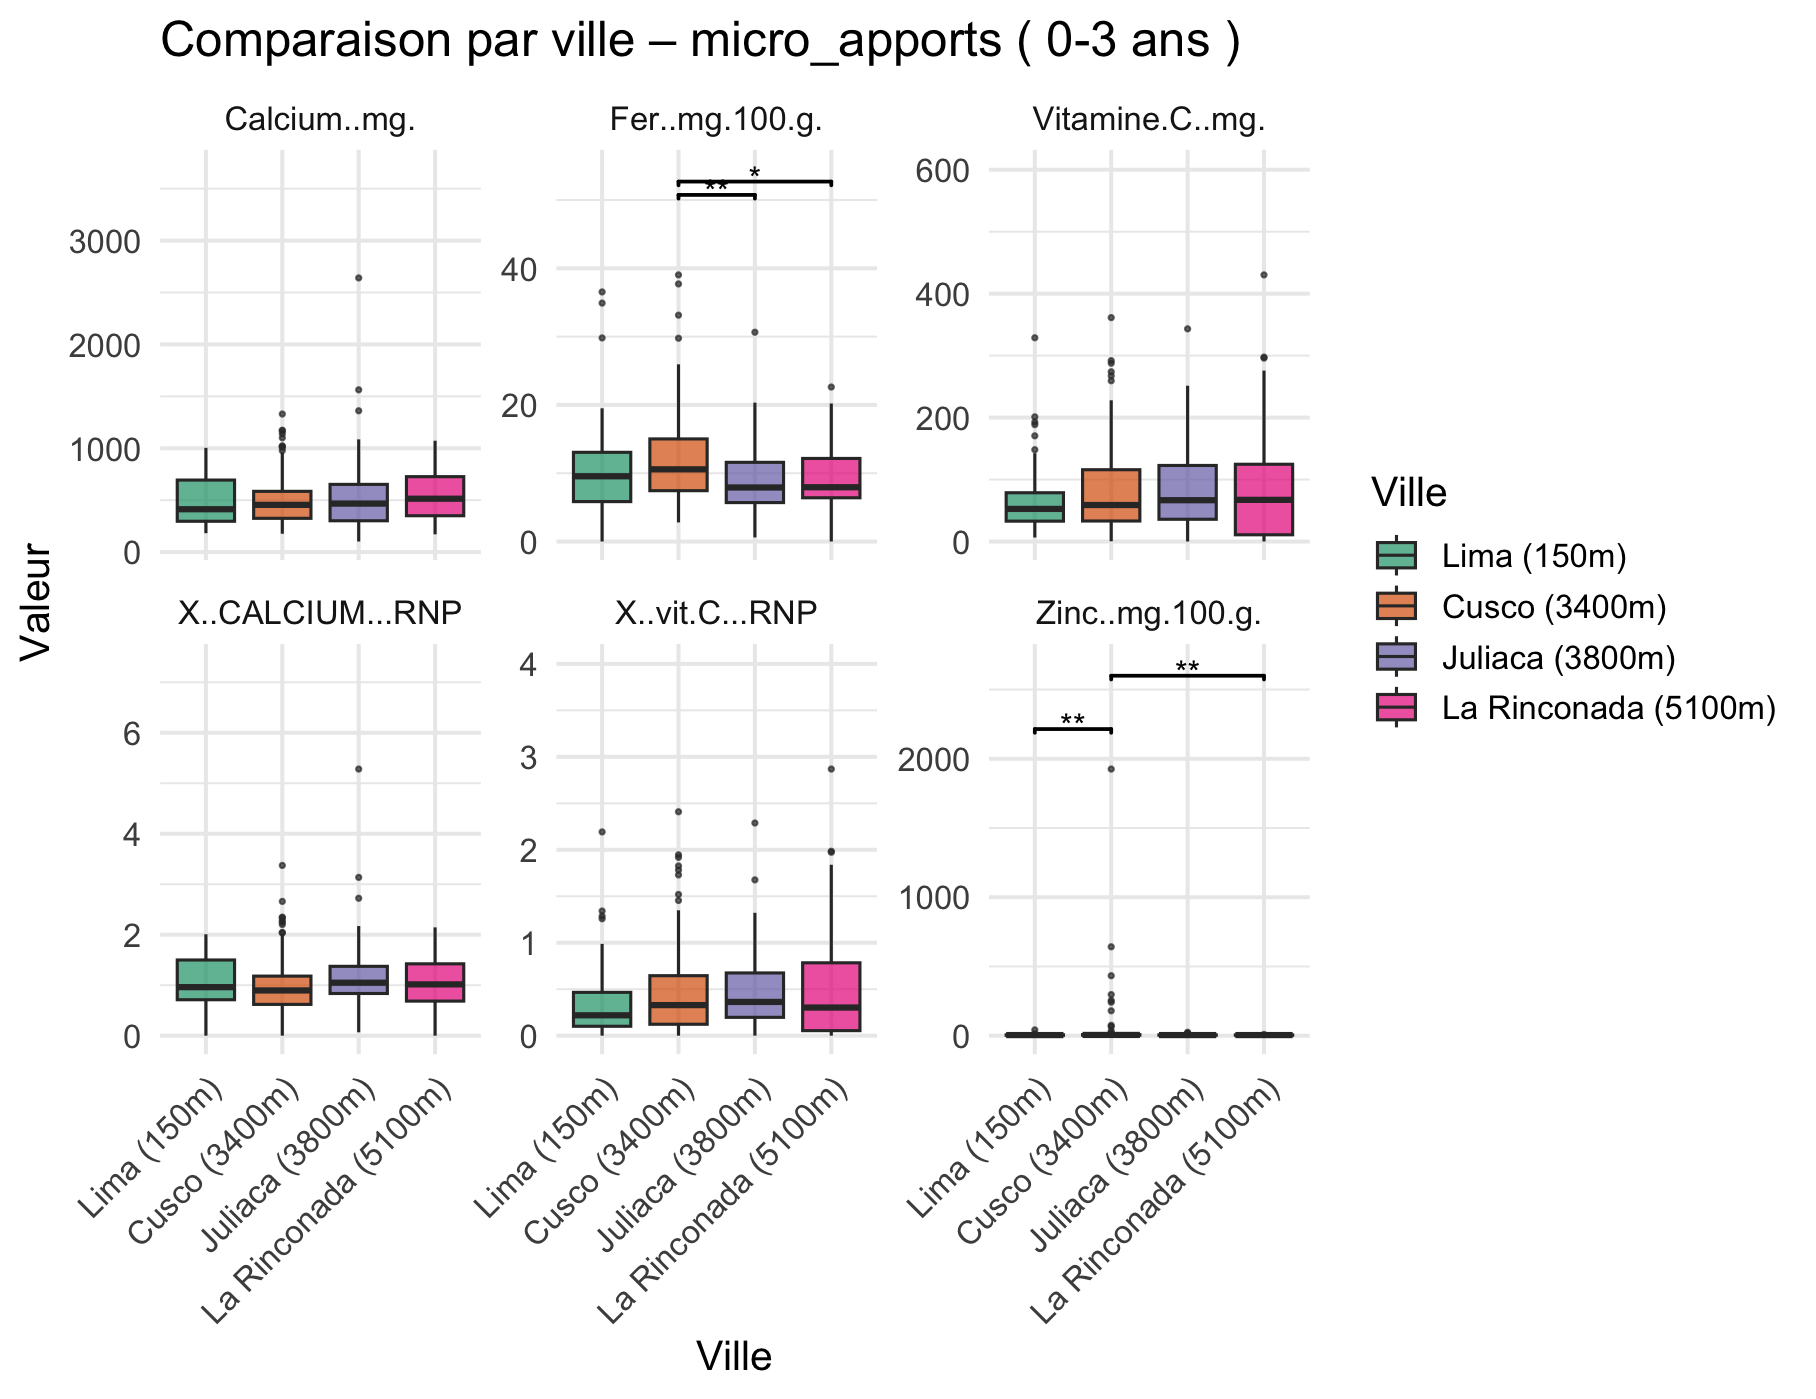 Comparaison par ville – micro_apports ( 0-3 ans )
Calcium..mg.
Fer..mg.100.g.
Vitamine.C..mg.
3000
2000
1000
0
40
20
0
*
**
600
400
200
0
Valeur
X..CALCIUM...RNP
X..vit.C...RNP
Zinc..mg.100.g.
6
4
2
0
4
3
2
1
0
2000
1000
0
**
**
Lima (150m)
Cusco (3400m)
Juliaca (3800m)
La Rinconada (5100m)
Lima (150m)
Cusco (3400m)
Juliaca (3800m)
La Rinconada (5100m)
Lima (150m)
Cusco (3400m)
Juliaca (3800m)
La Rinconada (5100m)
Ville
Ville
Lima (150m)
Cusco (3400m)
Juliaca (3800m)
La Rinconada (5100m)